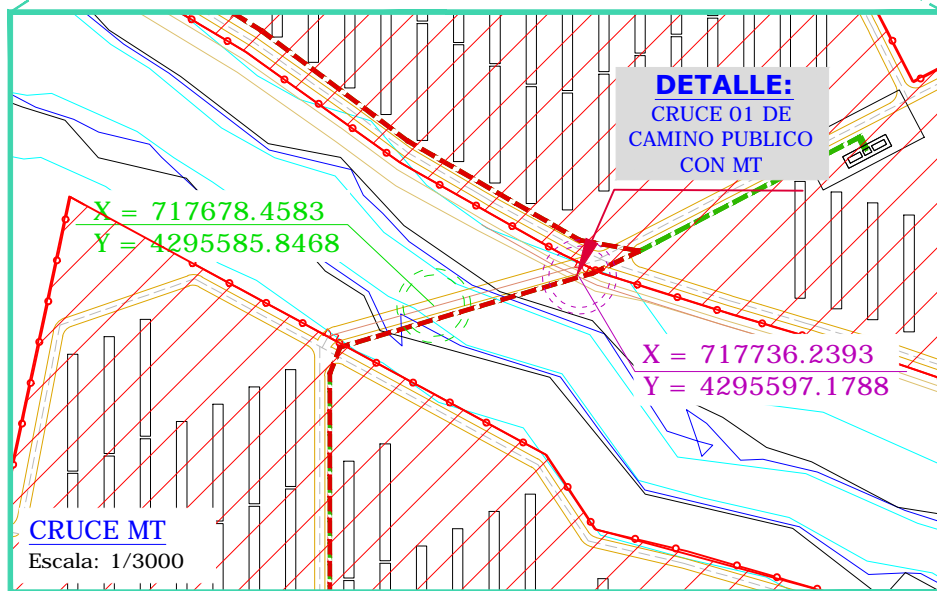 DETALLE:
CRUCE 01 DE
CAMINO PUBLICO
CON MT
X = 717678.4583
Y = 4295585.8468
X = 717736.2393
Y = 4295597.1788
CRUCE MT
Escala: 1/3000